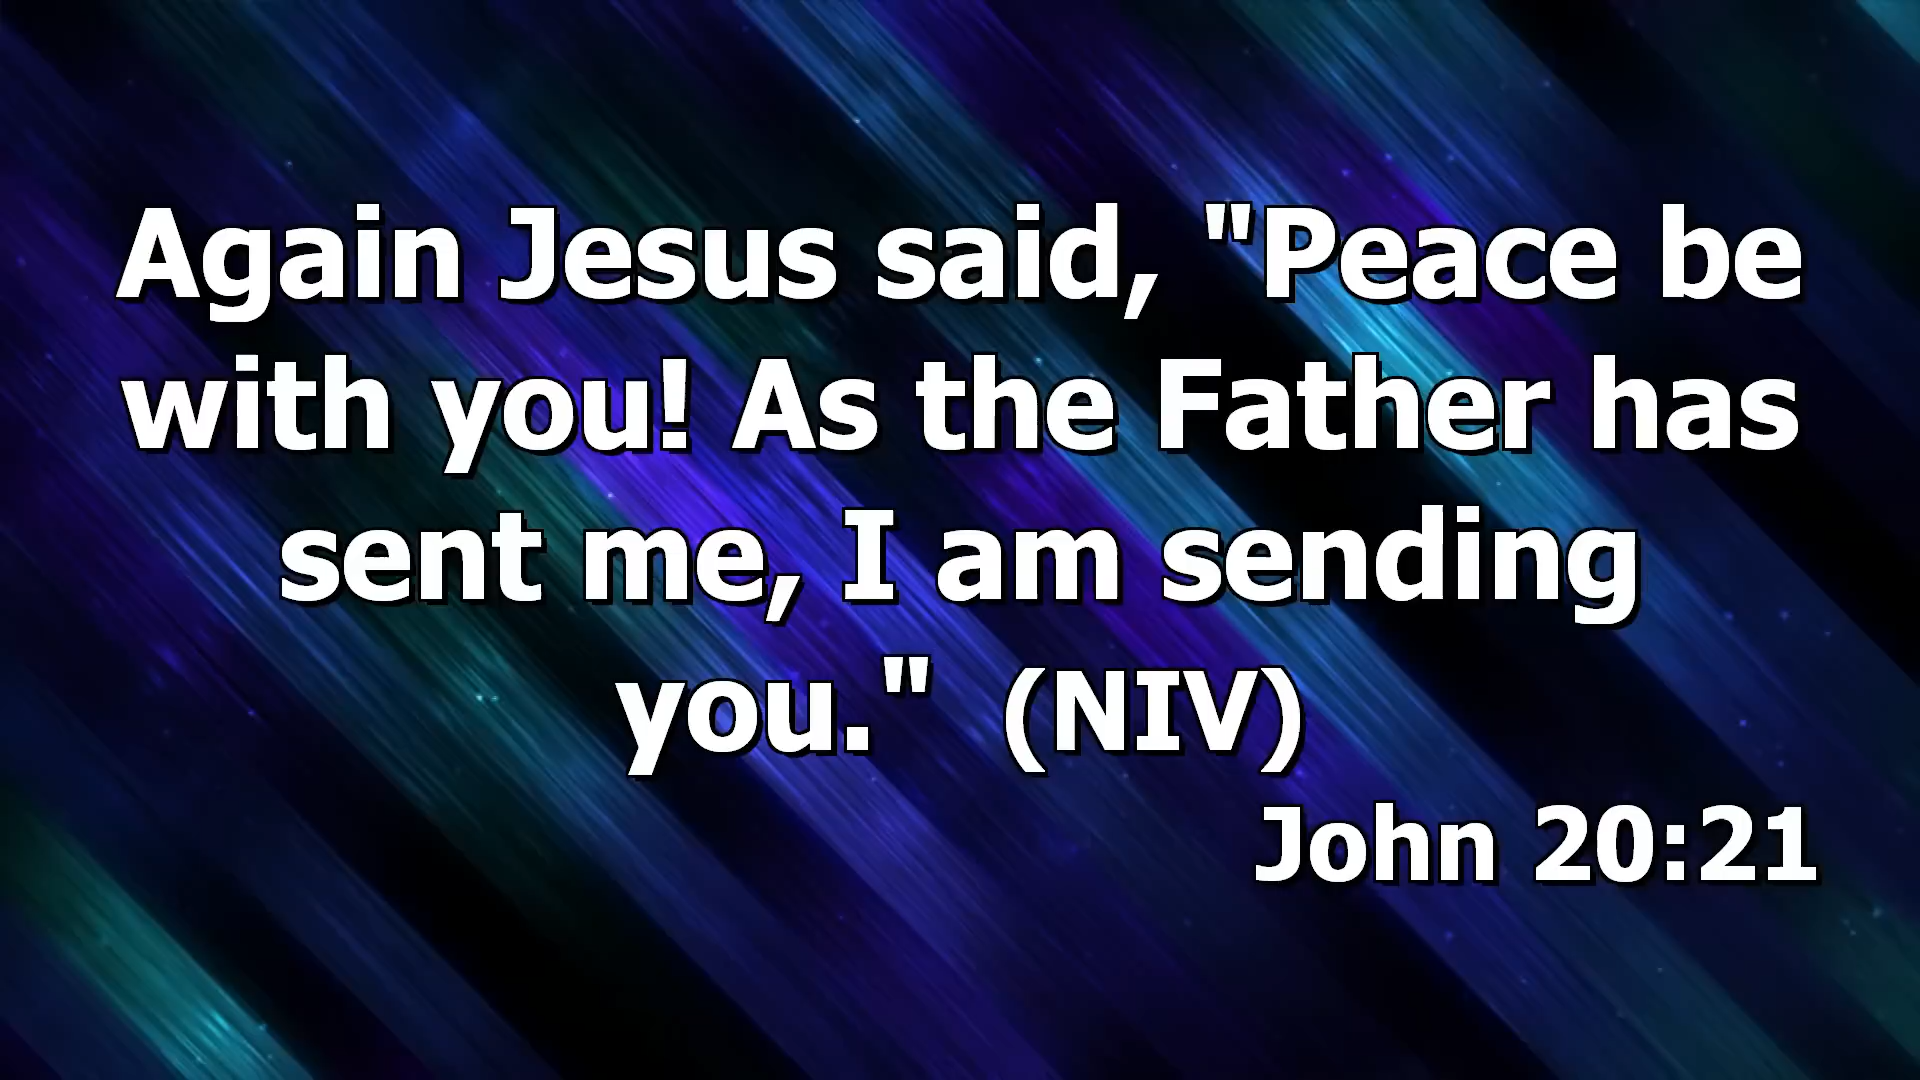 Again Jesus said, "Peace be
with you! As the Father has
sent me, I am sending
you."  (NIV)
John 20:21